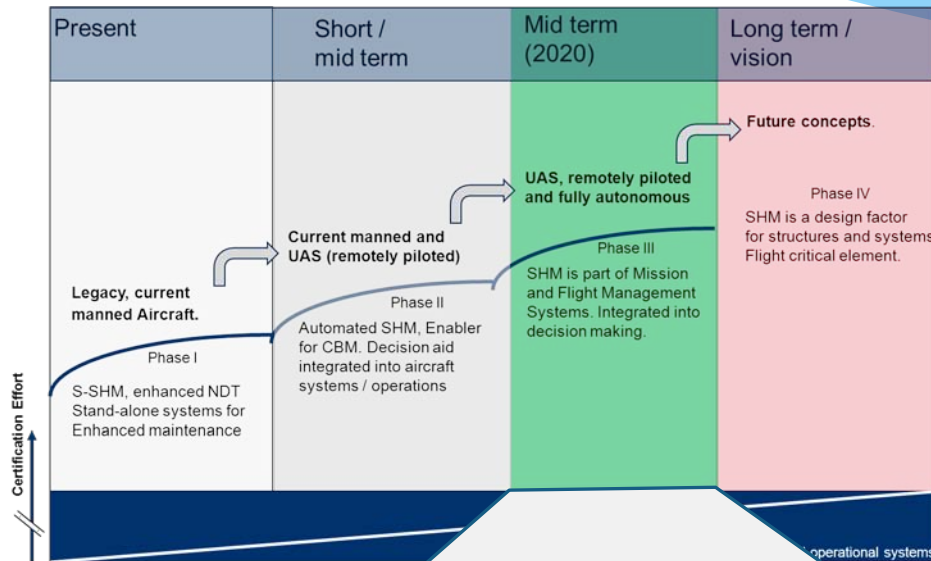 Present
Short /
mid term
Mid term
(2020)
Long term /
vision
Legacy, current
manned Aircraft.
Phase I
S-SHM, enhanced NDT
Stand-alone systems for
Enhanced maintenance
Current manned and
UAS (remotely piloted)
Phase II
Automated SHM, Enabler
for CBM. Decision aid
integrated into aircraft
systems / operations
UAS, remotely piloted
and fully autonomous
Phase III
SHM is part of Mission
and Flight Management
Systems. Integrated into
decision making.
Future concepts.
Phase IV
SHM is a design factor
for structures and systems
Flight critical element.
Certification Effort
operational systems